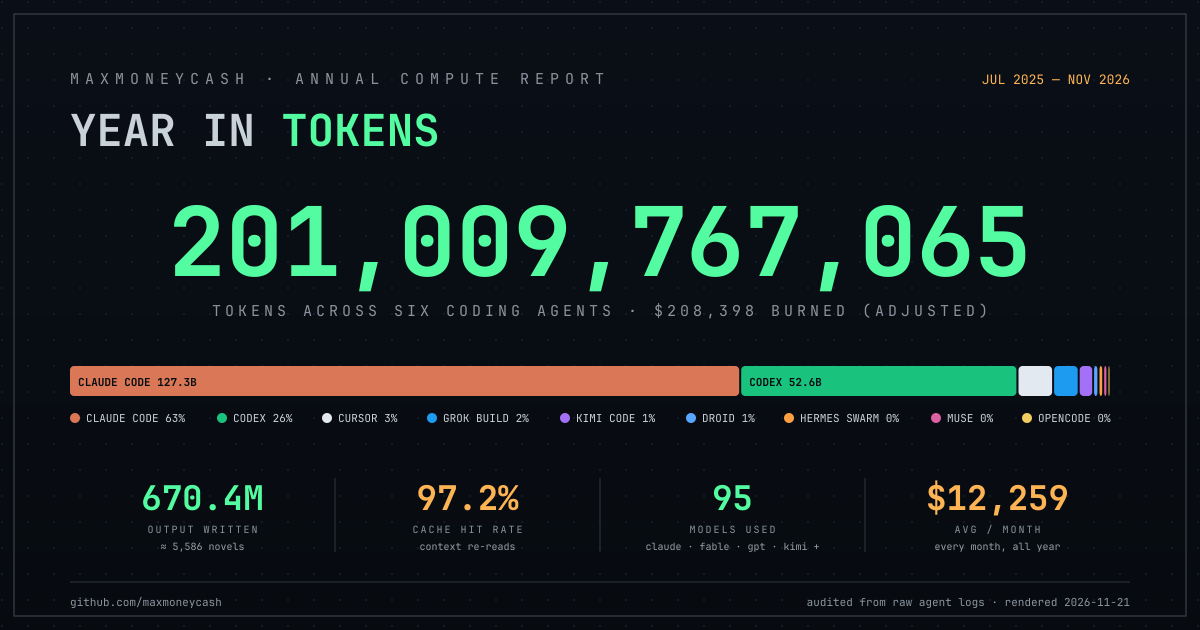 MAXMONEYCASH · ANNUAL COMPUTE REPORT
JUL 2025 — NOV 2026
YEAR IN TOKENS
201,009,767,065
TOKENS ACROSS SIX CODING AGENTS · $208,398 BURNED (ADJUSTED)
CLAUDE CODE 127.3B CODEX 52.6B
CLAUDE CODE 63% CODEX 26% CURSOR 3% GROK BUILD 2% KIMI CODE 1% DROID 1% HERMES SWARM 0% MUSE 0% OPENCODE 0%
670.4M 97.2% 95 $12,259
OUTPUT WRITTEN CACHE HIT RATE MODELS USED AVG / MONTH
≈ 5,586 novels context re-reads claude · fable · gpt · kimi + every month, all year
github.com/maxmoneycash audited from raw agent logs · rendered 2026-11-21